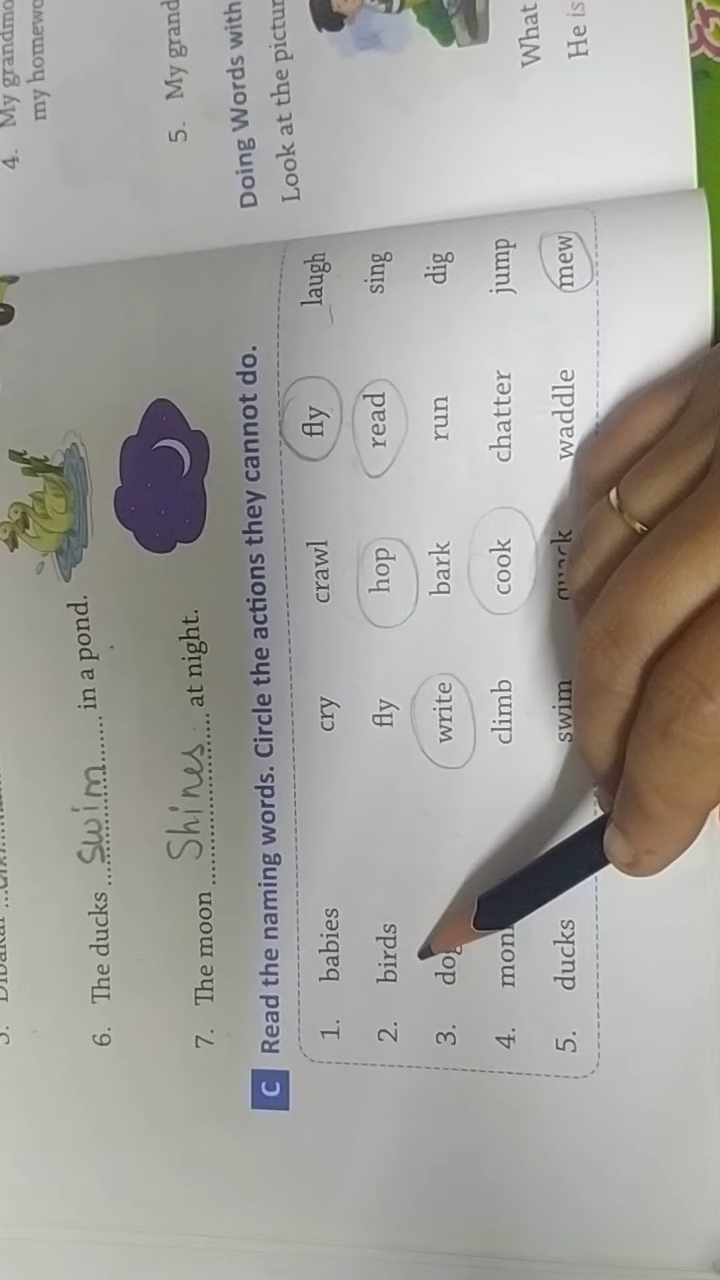 my homewo
6. The ducks swim in a pond.
7. The moon Shines at night.
C Read the naming words. Circle the actions they cannot do.
1. babies cry crawl fly laugh
2. birds fly hop read sing
3. write bark run dig
4. climb cook chatter jump
5. ducks swim waddle mew
4. My grandmo
5. My grand
Doing Words with
Look at the pictur
What
He is